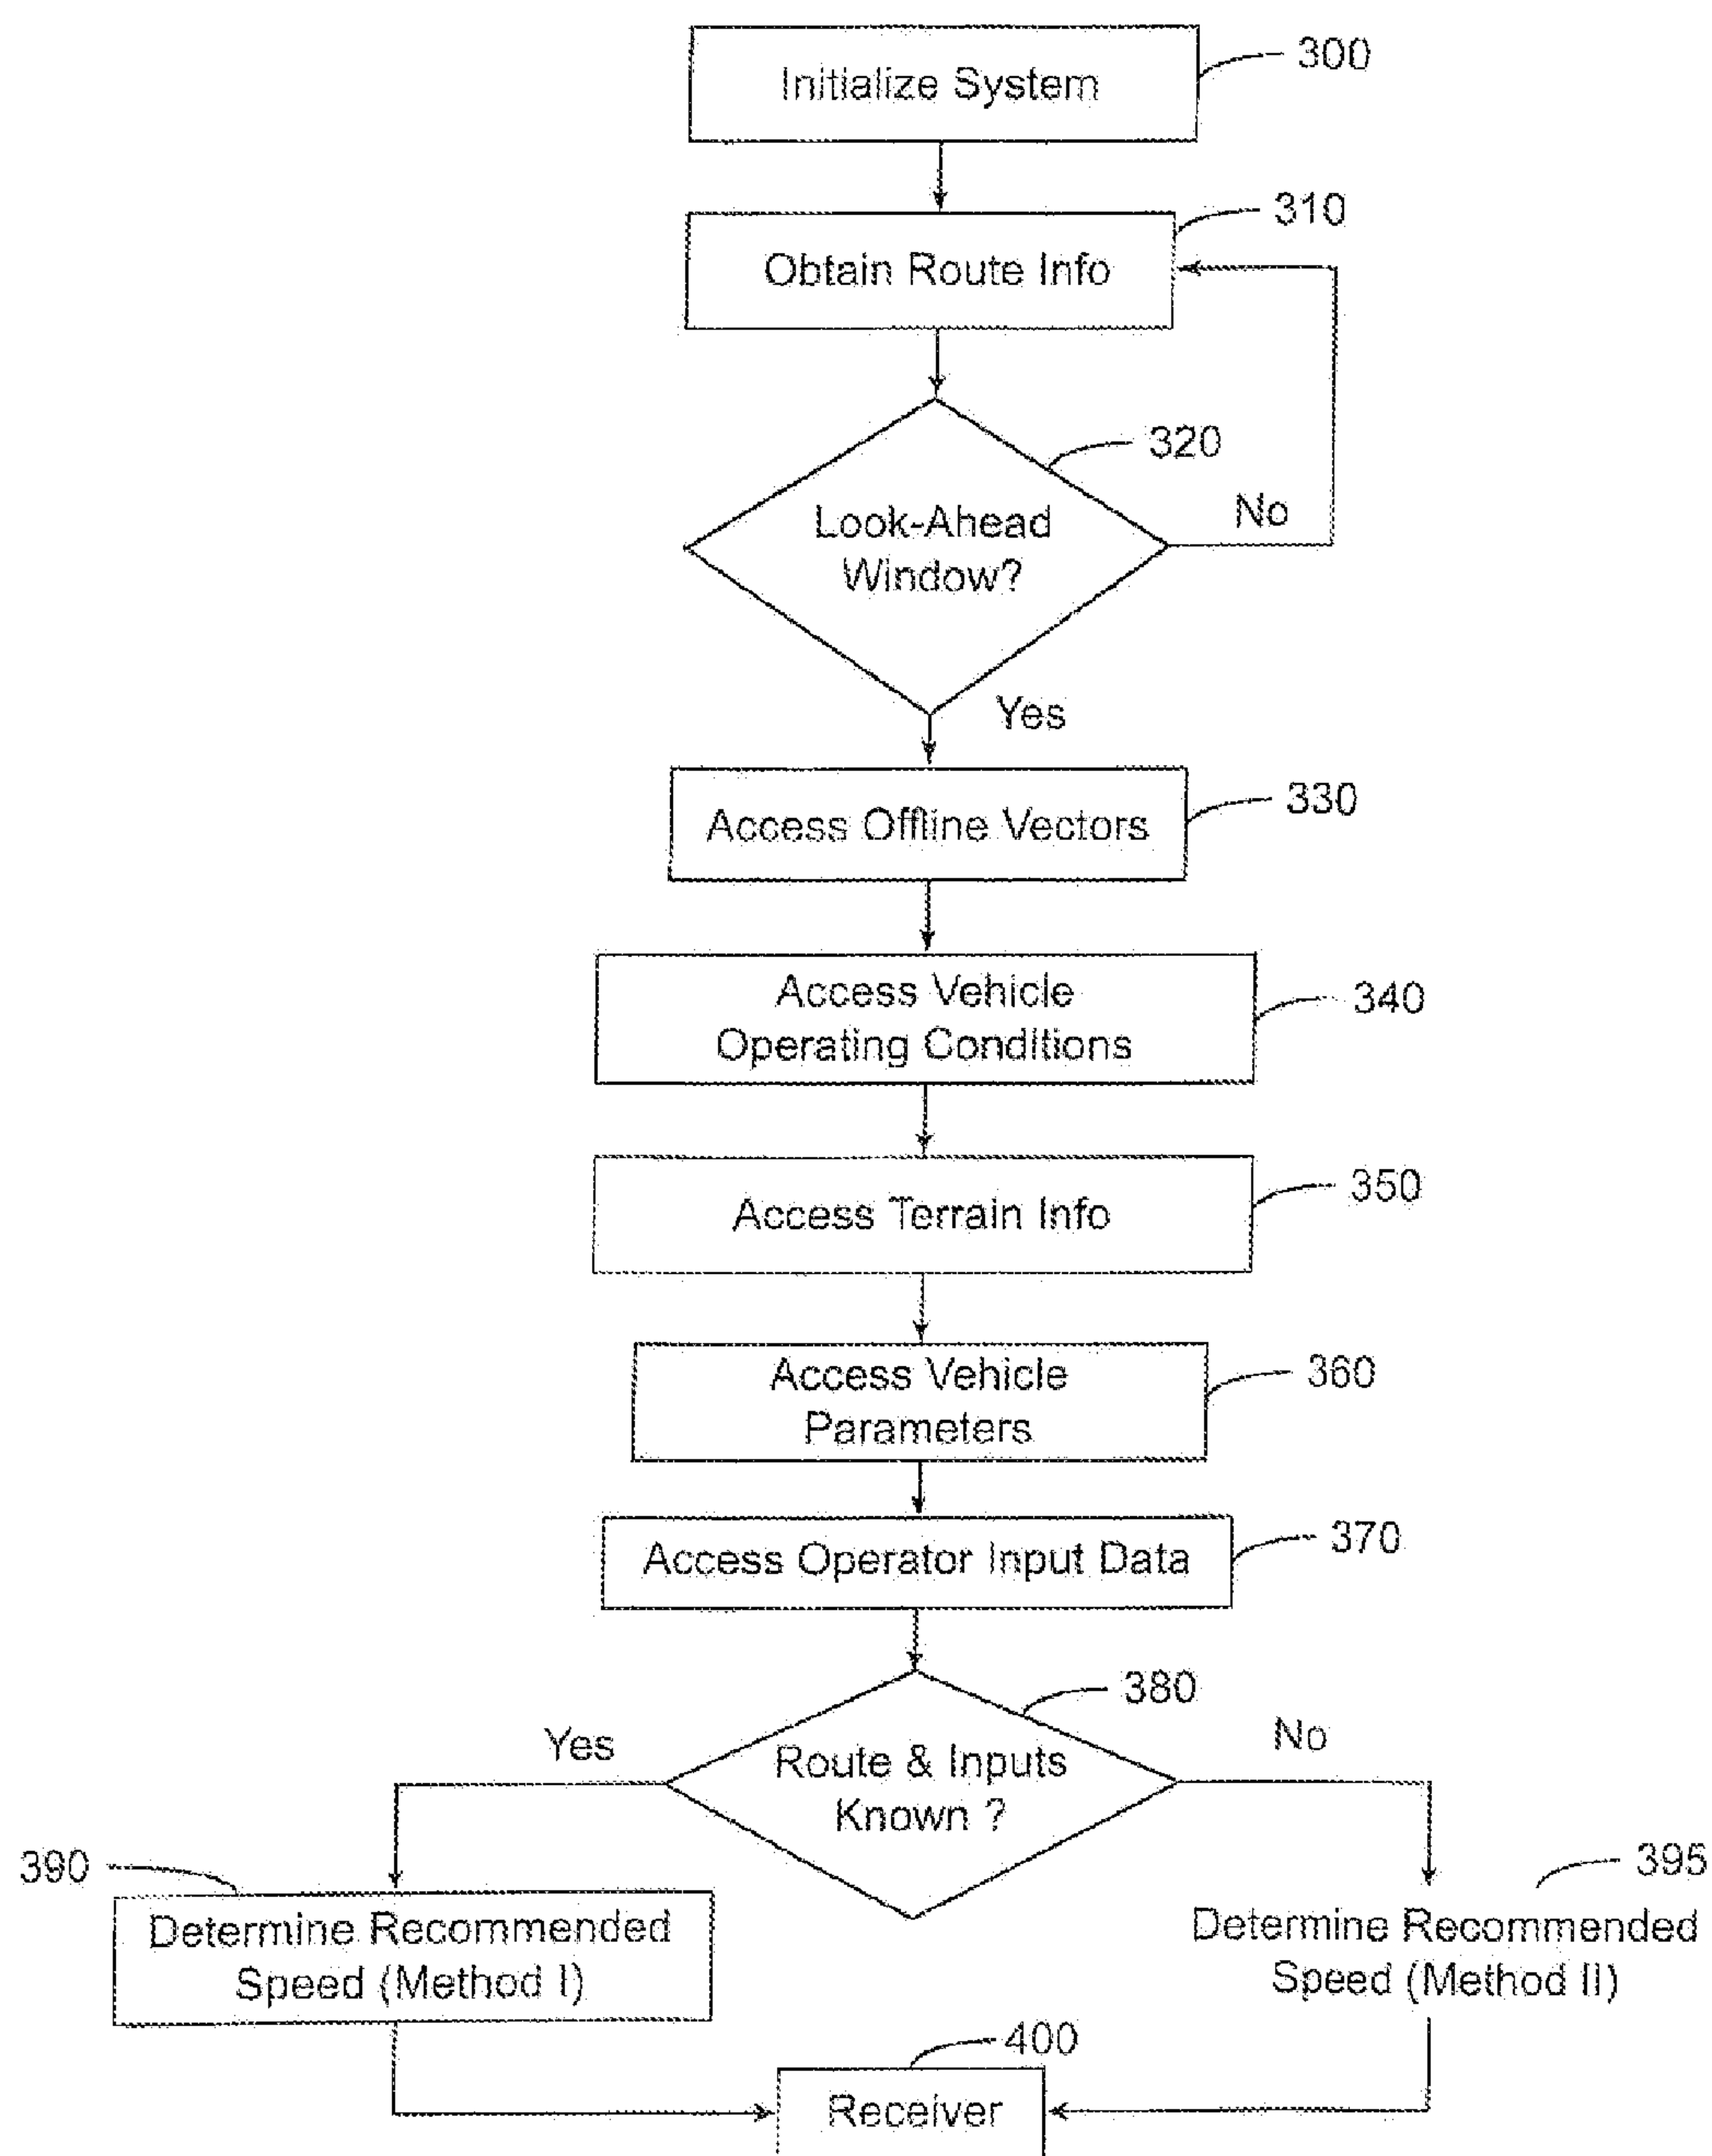 Initialize System
300
Obtain Route Info
310
Look-Ahead
Window?
320
No
Yes
Access Offline Vectors
330
Access Vehicle
Operating Conditions
340
Access Terrain Info
350
Access Vehicle
Parameters
360
Access Operator Input Data
370
Route & Inputs
Known ?
380
Yes
No
390
Determine Recommended
Speed (Method I)
395
Determine Recommended
Speed (Method II)
400
Receiver